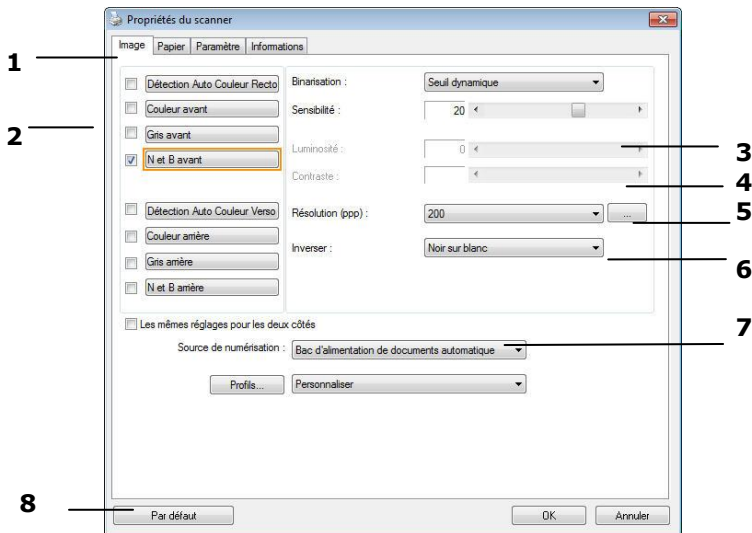 Propriétés du scanner
Image Papier Paramètre Informations
1
Détection Auto Couleur Recto
Binarisation : Seuil dynamique
Couleur avant
Sensibilité : 20
2
Gris avant
Luminosité : 0
3
N et B avant
Contraste :
4
Détection Auto Couleur Verso
Résolution (ppp) : 200 ...
5
Couleur arrière
Inverser : Noir sur blanc
6
Gris arrière
N et B arrière
Les mêmes réglages pour les deux côtés
7
Source de numérisation : Bac d'alimentation de documents automatique
Profils... Personnaliser
8
Par défaut OK Annuler